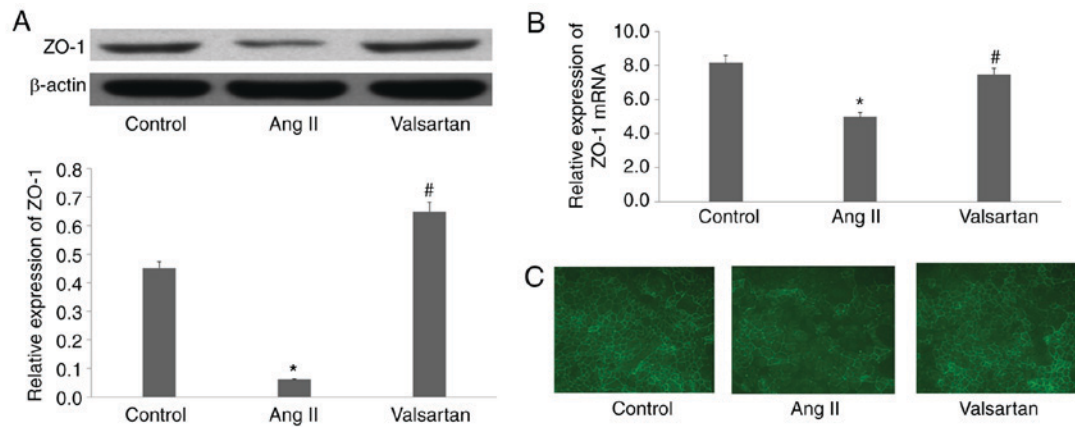 A
ZO-1
β-actin
Control Ang II Valsartan
Relative expression of ZO-1
0.8
0.7
0.6
0.5
0.4
0.3
0.2
0.1
0.0
*
#
Control Ang II Valsartan
B
Relative expression of
ZO-1 mRNA
10.0
8.0
6.0
4.0
2.0
0.0
*
#
Control Ang II Valsartan
C
Control Ang II Valsartan